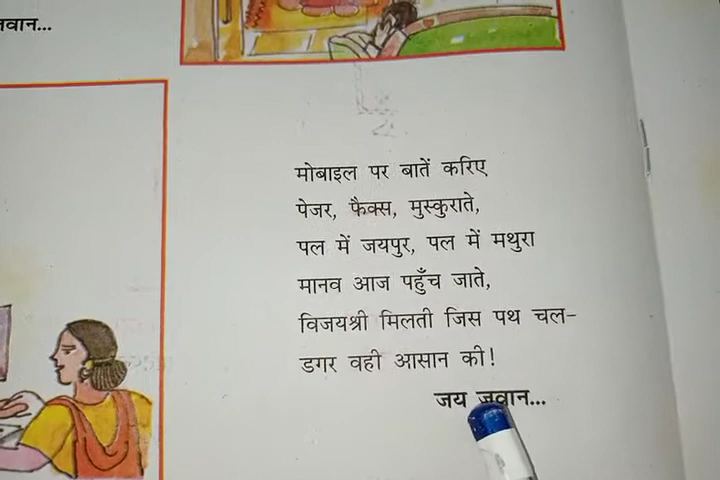 जवान...
मोबाइल पर बातें करिए
पेजर, फैक्स, मुस्कुराते,
पल में जयपुर, पल में मथुरा
मानव आज पहुँच जाते,
विजयश्री मिलती जिस पथ चल-
डगर वही आसान की!
जय जवान...